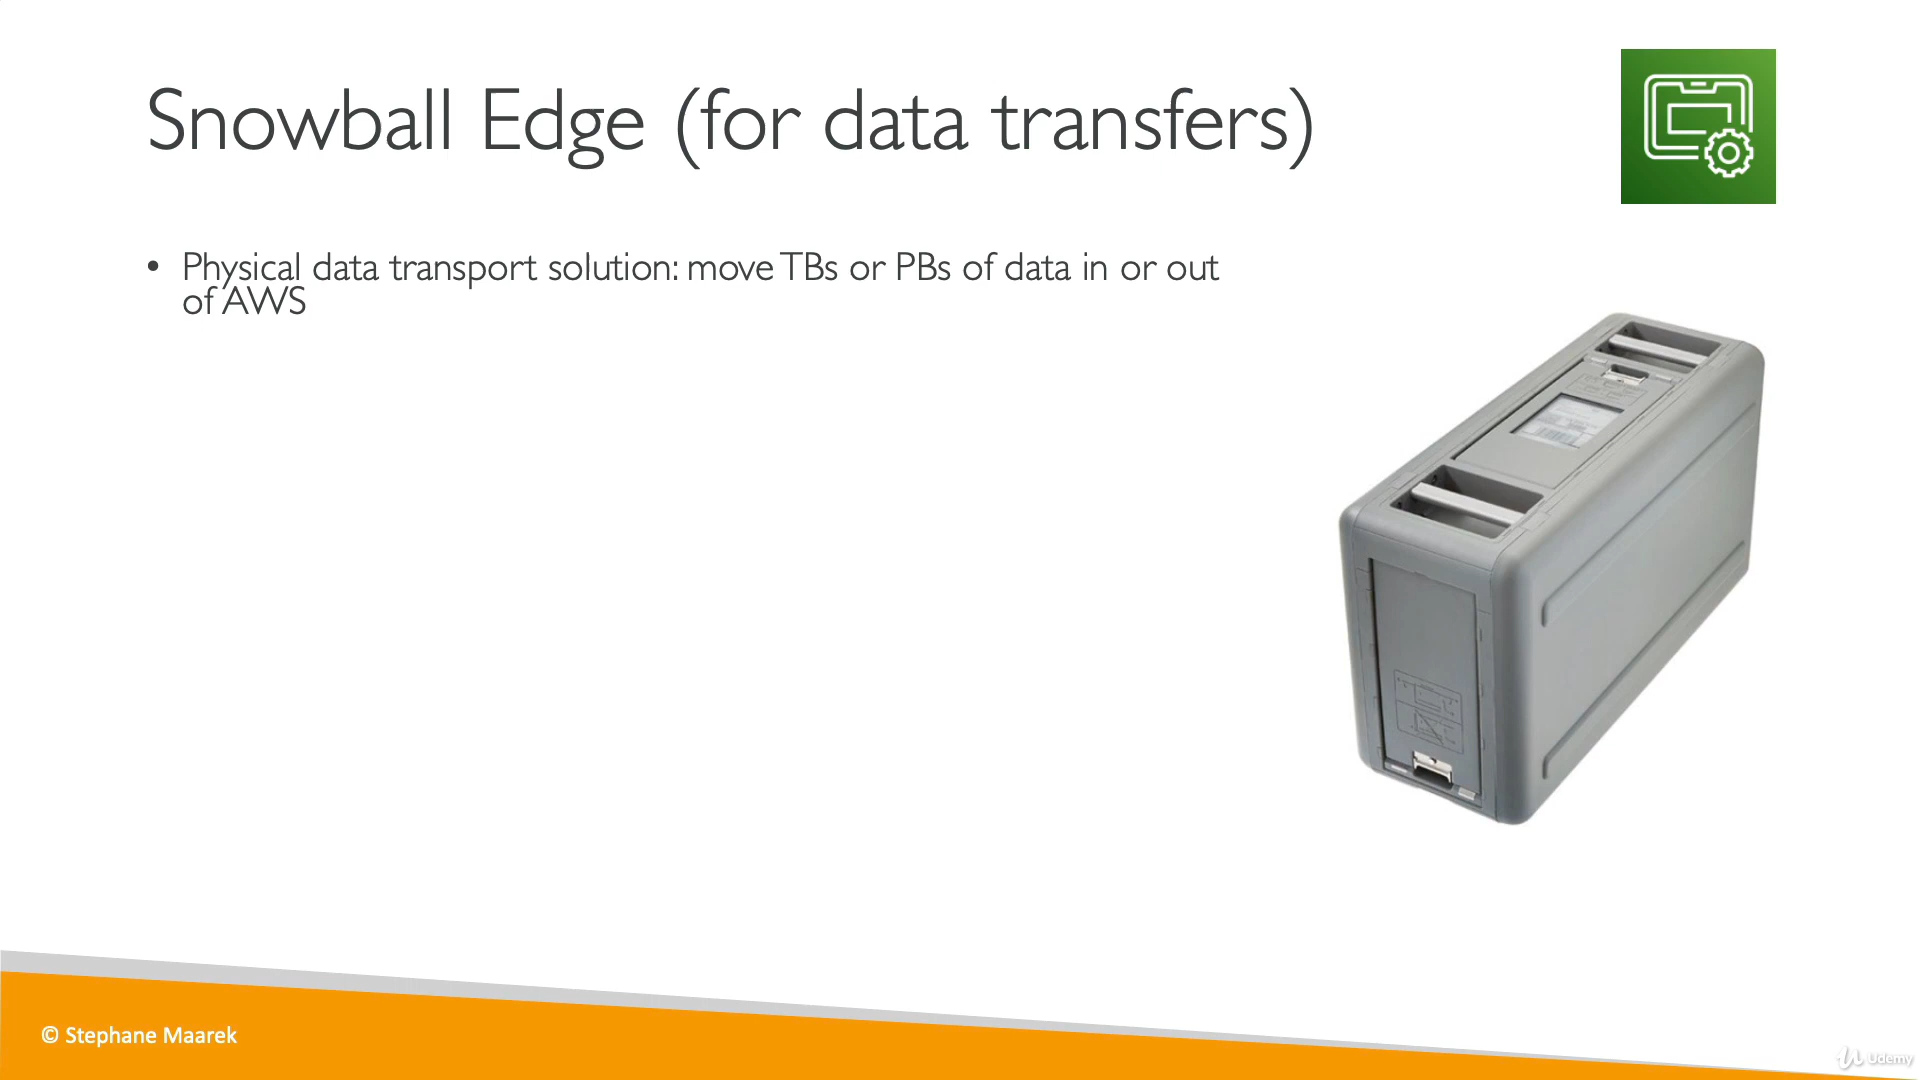 Snowball Edge (for data transfers)
• Physical data transport solution: move TBs or PBs of data in or out
of AWS
© Stephane Maarek
Udemy